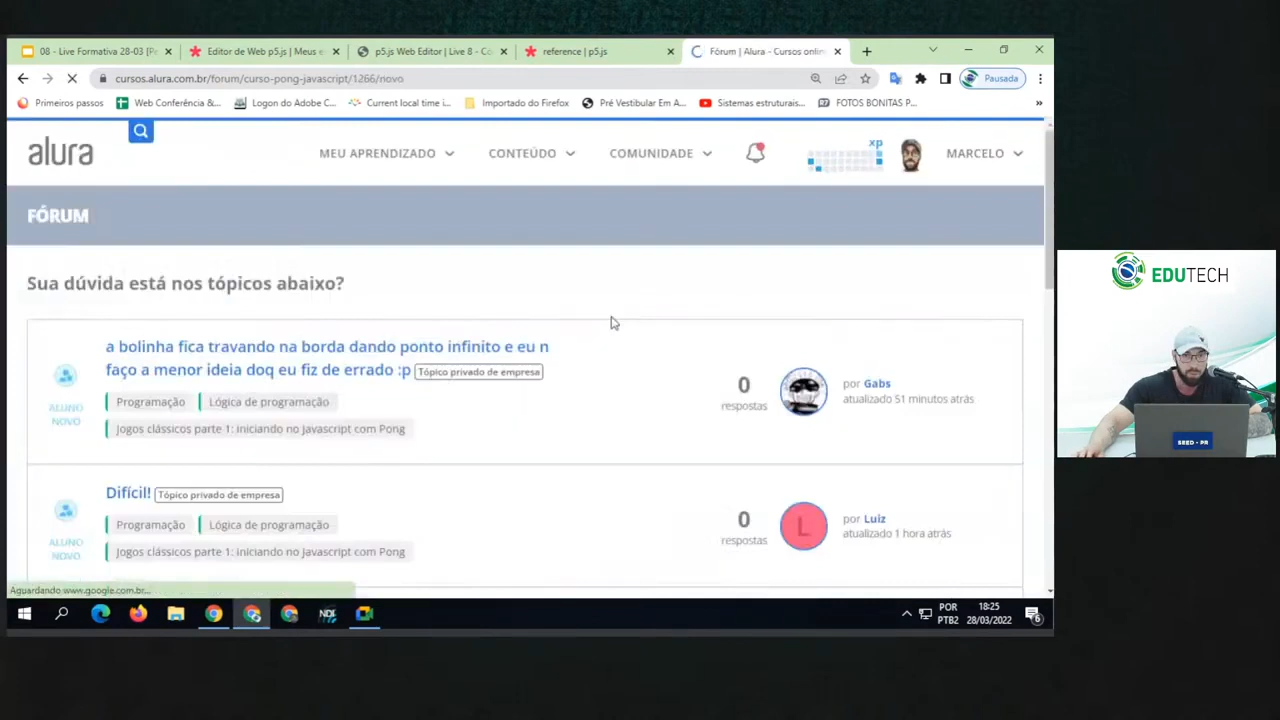 08 - Live Formativa 28-03 [Pe
Editor de Web p5.js | Meus e
p5.js Web Editor | Live 8 - Có
reference | p5.js
Fórum | Alura - Cursos onlin
cursos.alura.com.br/forum/curso-pong-javascript/1266/novo
Pausada
Primeiros passos
Web Conferência &...
Logon do Adobe C...
Current local time i...
Importado do Firefox
Pré Vestibular Em A...
Sistemas estruturais...
FOTOS BONITAS P...
»
alura
MEU APRENDIZADO
CONTEÚDO
COMUNIDADE
xp
MARCELO
FÓRUM
Sua dúvida está nos tópicos abaixo?
a bolinha fica travando na borda dando ponto infinito e eu n
faço a menor ideia doq eu fiz de errado :p
Tópico privado de empresa
ALUNO
NOVO
Programação
Lógica de programação
Jogos clássicos parte 1: iniciando no javascript com Pong
0
respostas
por Gabs
atualizado 51 minutos atrás
Difícil!
Tópico privado de empresa
ALUNO
NOVO
Programação
Lógica de programação
Jogos clássicos parte 1: iniciando no javascript com Pong
0
respostas
L
por Luiz
atualizado 1 hora atrás
Aguardando www.google.com.br...
POR
PTB2
18:25
28/03/2022
6
EDUTECH
SEED - PR